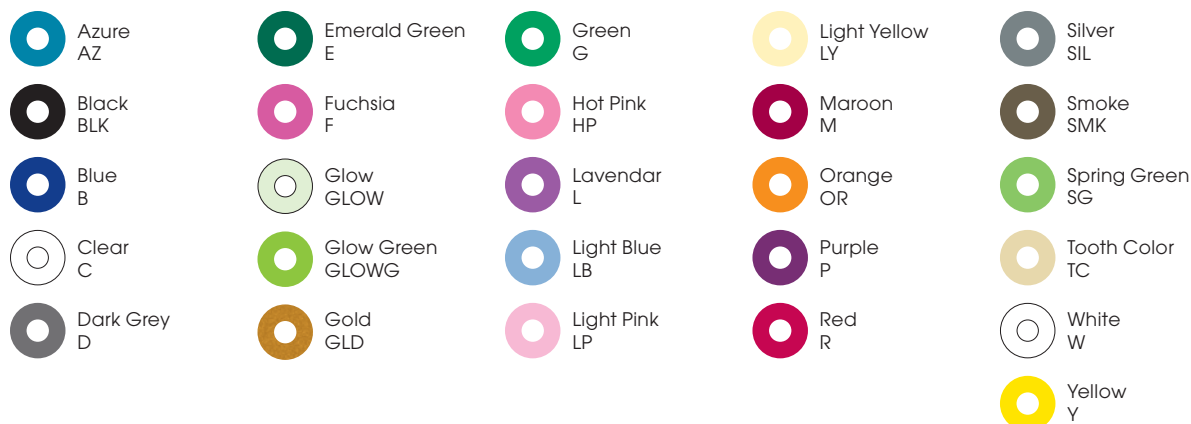 Azure
AZ
Black
BLK
Blue
B
Clear
C
Dark Grey
D
Emerald Green
E
Fuchsia
F
Glow
GLOW
Glow Green
GLOWG
Gold
GLD
Green
G
Hot Pink
HP
Lavendar
L
Light Blue
LB
Light Pink
LP
Light Yellow
LY
Maroon
M
Orange
OR
Purple
P
Red
R
Silver
SIL
Smoke
SMK
Spring Green
SG
Tooth Color
TC
White
W
Yellow
Y